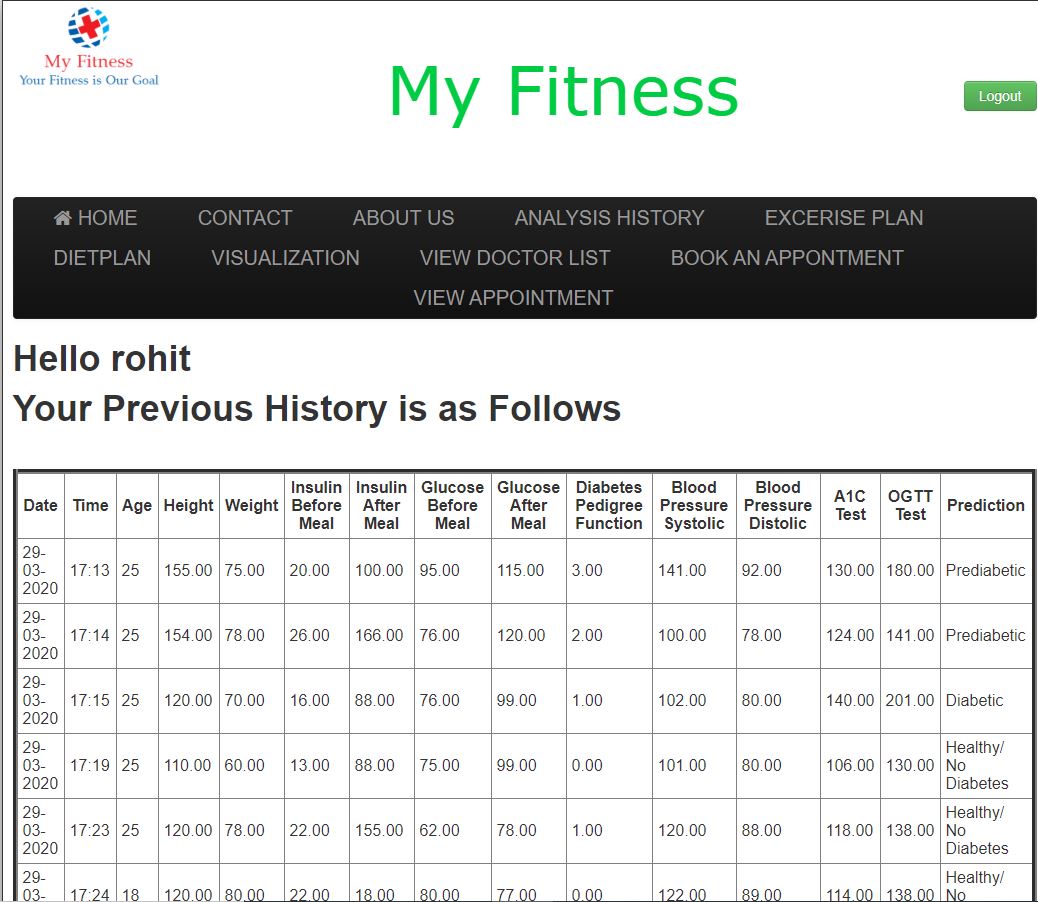 My Fitness
Your Fitness is Our Goal
My Fitness
Logout
HOME CONTACT ABOUT US ANALYSIS HISTORY EXCERISE PLAN
DIETPLAN VISUALIZATION VIEW DOCTOR LIST BOOK AN APPONTMENT
VIEW APPOINTMENT
Hello rohit
Your Previous History is as Follows
Date Time Age Height Weight Insulin Before Meal Insulin After Meal Glucose Before Meal Glucose After Meal Diabetes Pedigree Function Blood Pressure Systolic Blood Pressure Distolic A1C Test OGTT Test Prediction
29-03-2020 17:13 25 155.00 75.00 20.00 100.00 95.00 115.00 3.00 141.00 92.00 130.00 180.00 Prediabetic
29-03-2020 17:14 25 154.00 78.00 26.00 166.00 76.00 120.00 2.00 100.00 78.00 124.00 141.00 Prediabetic
29-03-2020 17:15 25 120.00 70.00 16.00 88.00 76.00 99.00 1.00 102.00 80.00 140.00 201.00 Diabetic
29-03-2020 17:19 25 110.00 60.00 13.00 88.00 75.00 99.00 0.00 101.00 80.00 106.00 130.00 Healthy/ No Diabetes
29-03-2020 17:23 25 120.00 78.00 22.00 155.00 62.00 78.00 1.00 120.00 88.00 118.00 138.00 Healthy/ No Diabetes
29-03- 17:24 18 120.00 80.00 22.00 18.00 80.00 77.00 0.00 122.00 89.00 114.00 138.00 Healthy/ No